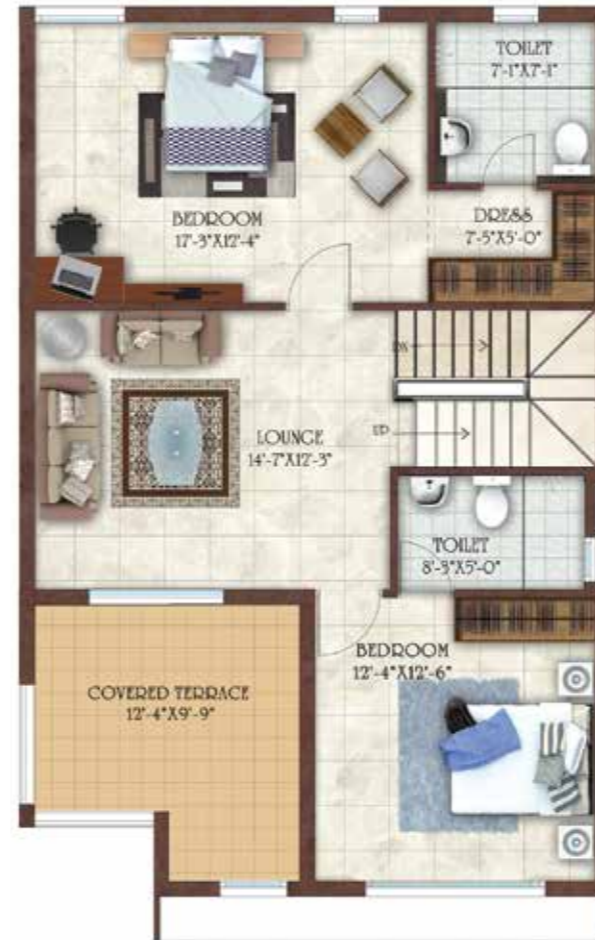 TOILET
7'-1"X7'-1"
BEDROOM
17'-3"X12'-4"
DRESS
7'-5"X5'-0"
DN
LOUNGE
14'-7"X12'-3"
UP
TOILET
8'-3"X5'-0"
BEDROOM
12'-4"X12'-6"
COVERED TERRACE
12'-4"X9'-9"